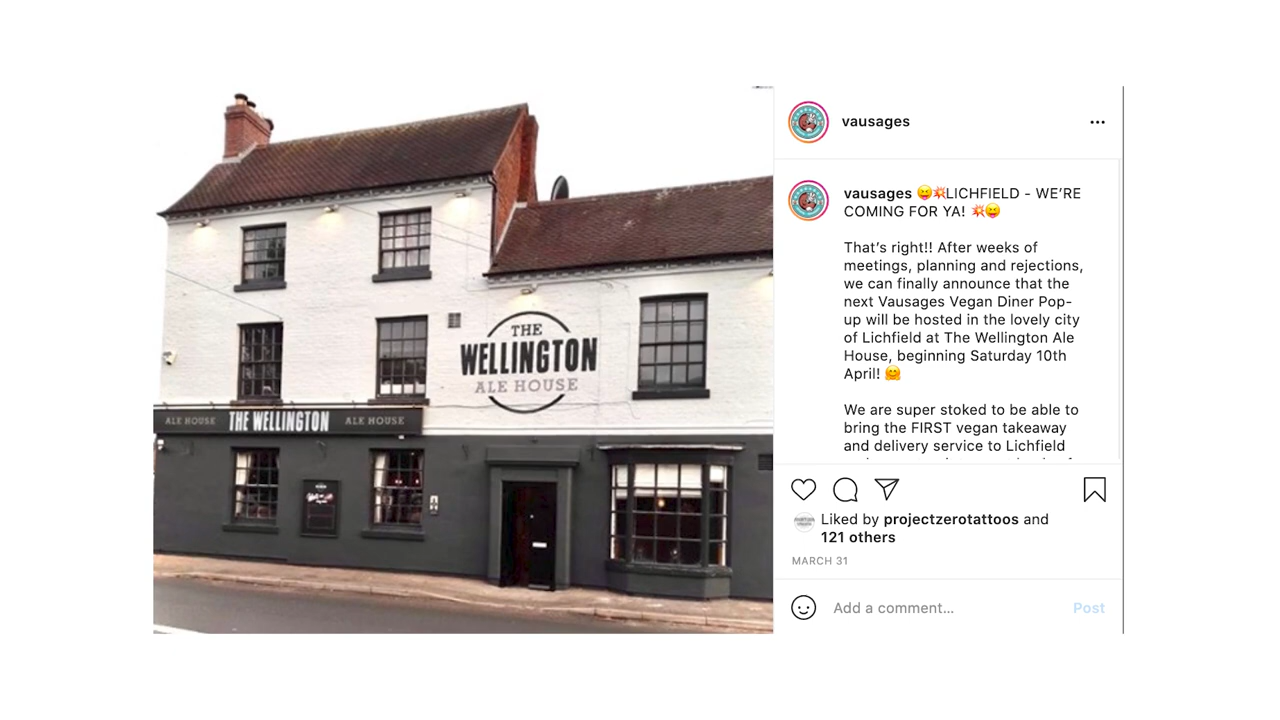 THE
WELLINGTON
ALE HOUSE
ALE HOUSE THE WELLINGTON ALE HOUSE
vausages
vausages 😝💥LICHFIELD - WE’RE
COMING FOR YA! 💥😝
That’s right!! After weeks of
meetings, planning and rejections,
we can finally announce that the
next Vausages Vegan Diner Pop-
up will be hosted in the lovely city
of Lichfield at The Wellington Ale
House, beginning Saturday 10th
April! 🤗
We are super stoked to be able to
bring the FIRST vegan takeaway
and delivery service to Lichfield
Liked by projectzerotattoos and
121 others
MARCH 31
Add a comment... Post